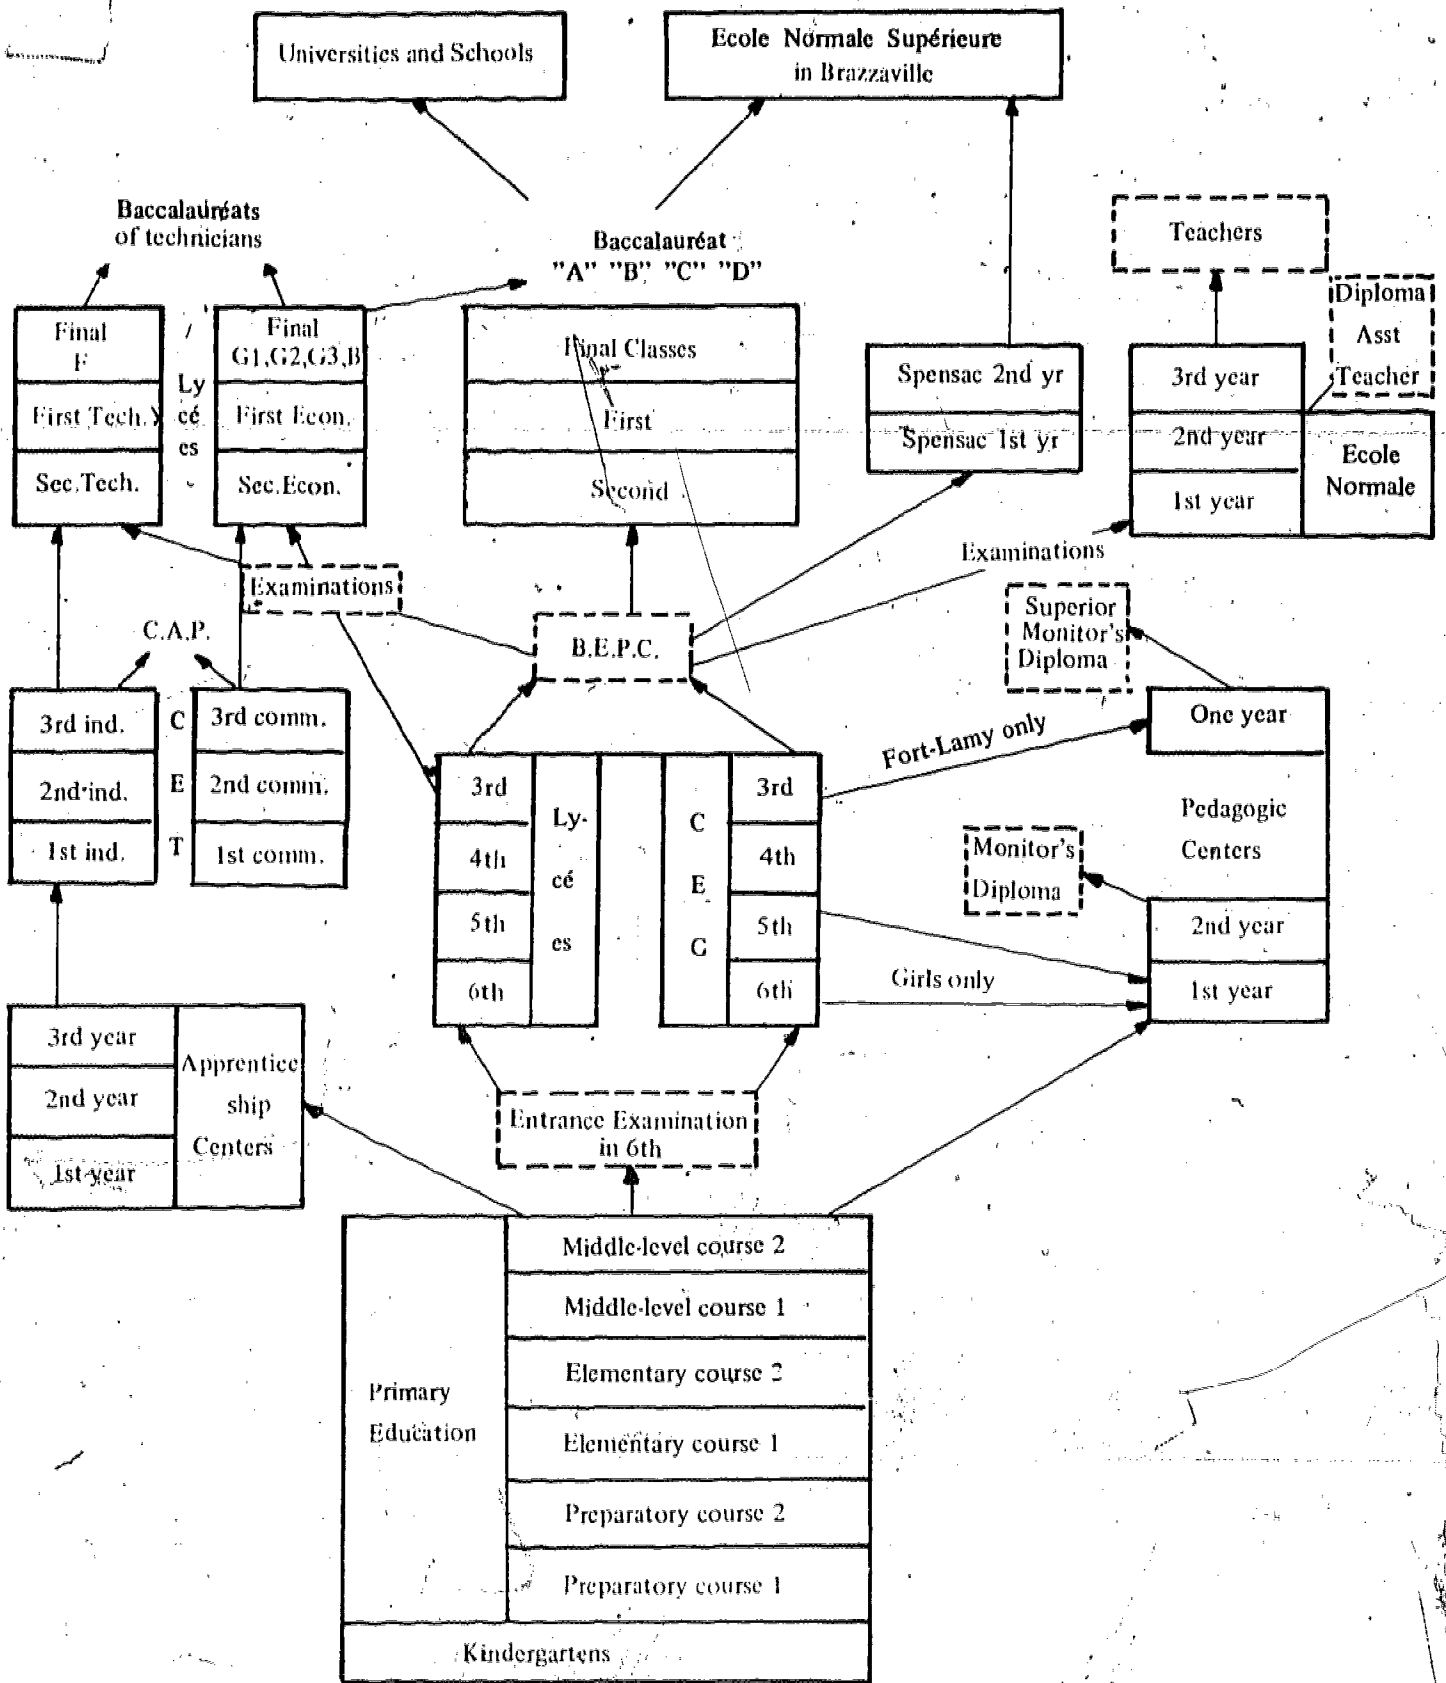 Universities and Schools
Ecole Normale Supérieure
in Brazzaville
Baccalauréats
of technicians
Baccalauréat
"A" "B" "C" "D"
Teachers
Diploma
Asst
Teacher
Final
F
First Tech.
Sec.Tech.
Ly
cé
es
Final
G1,G2,G3,B
First Econ.
Sec.Econ.
Final Classes
First
Second
Spensac 2nd yr
Spensac 1st yr
3rd year
2nd year
1st year
Ecole
Normale
Examinations
Examinations
C.A.P.
B.E.P.C.
Superior
Monitor's
Diploma
3rd ind.
2nd ind.
1st ind.
C
E
T
3rd comm.
2nd comm.
1st comm.
3rd
4th
5th
6th
Ly-
cé
es
C
E
G
3rd
4th
5th
6th
Fort-Lamy only
Girls only
One year
Pedagogic
Centers
2nd year
1st year
Monitor's
Diploma
3rd year
2nd year
1st year
Apprentice
ship
Centers
Entrance Examination
in 6th
Primary
Education
Middle-level course 2
Middle-level course 1
Elementary course 2
Elementary course 1
Preparatory course 2
Preparatory course 1
Kindergartens